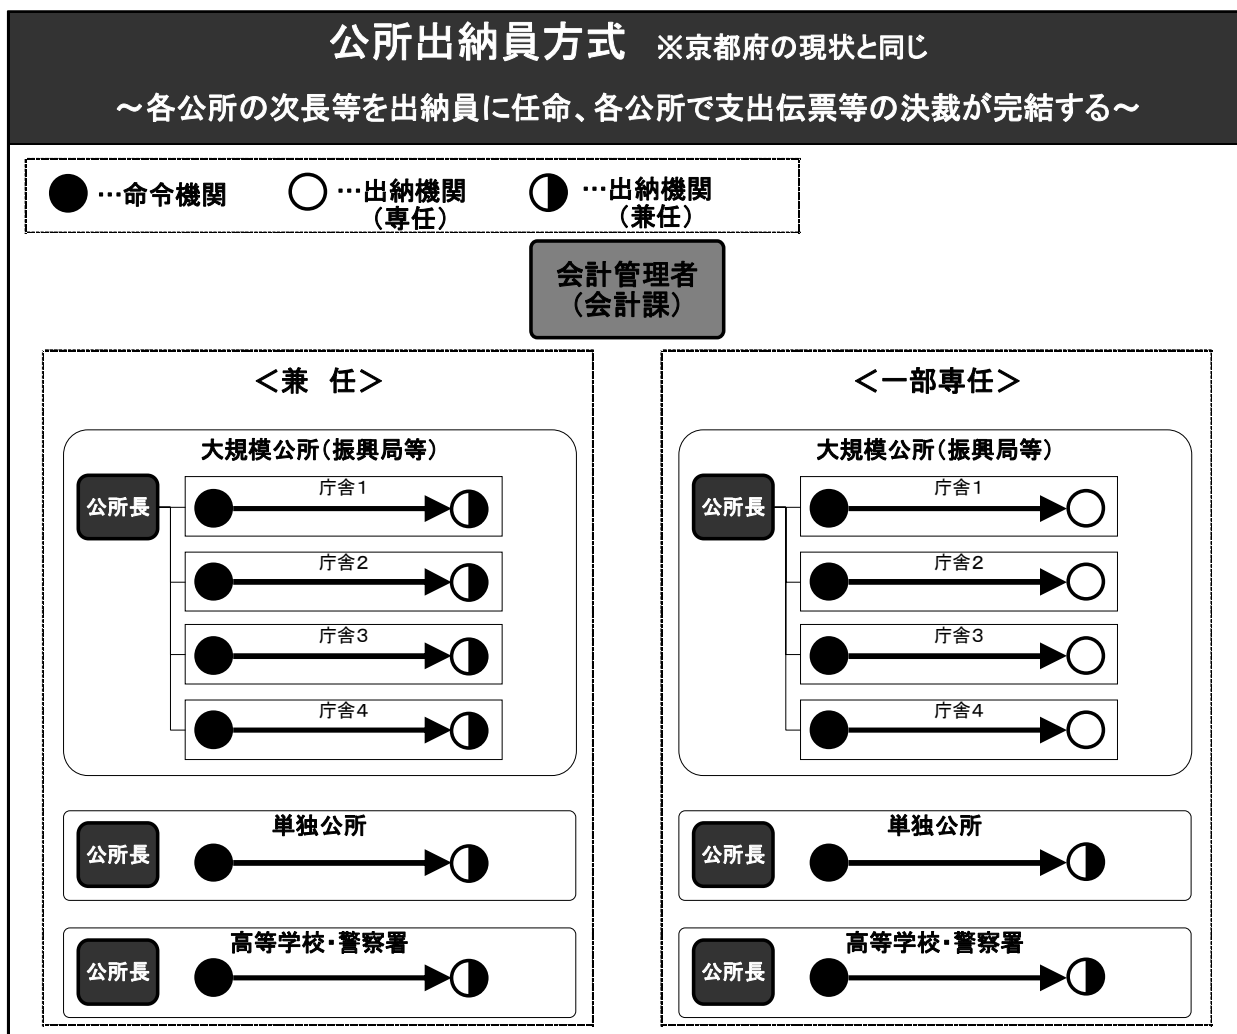 公所出納員方式 ※京都府の現状と同じ
～各公所の次長等を出納員に任命、各公所で支出伝票等の決裁が完結する～
…命令機関
…出納機関
（専任）
…出納機関
（兼任）
会計管理者
（会計課）
＜兼 任＞
大規模公所（振興局等）
公所長
庁舎１
庁舎２
庁舎３
庁舎４
単独公所
公所長
高等学校・警察署
公所長
＜一部専任＞
大規模公所（振興局等）
公所長
庁舎１
庁舎２
庁舎３
庁舎４
単独公所
公所長
高等学校・警察署
公所長